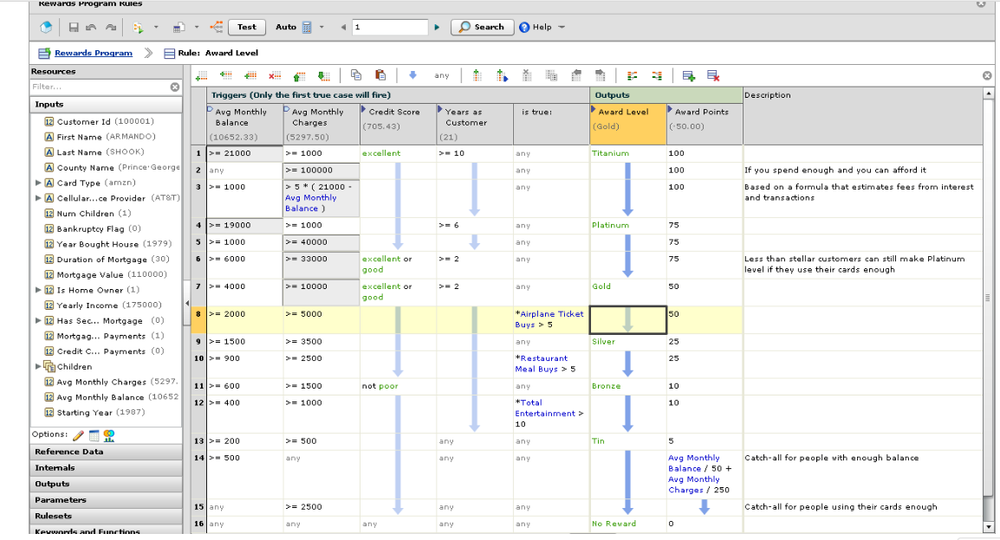 Rewards Program Rules
Test Auto 1 Search Help
Rewards Program Rule: Award Level
Resources
Filter...
Inputs
Customer Id (100001)
First Name (ARMANDO)
Last Name (SHOOK)
County Name (Prince·George
Card Type (amzn)
Cellular...ce Provider (AT&T)
Num Children (1)
Bankruptcy Flag (0)
Year Bought House (1979)
Duration of Mortgage (30)
Mortgage Value (110000)
Is Home Owner (1)
Yearly Income (175000)
Has Sec... Mortgage (0)
Mortgag... Payments (1)
Credit C... Payments (0)
Children
Avg Monthly Charges (5297.
Avg Monthly Balance (10652
Starting Year (1987)
Options:
Reference Data
Internals
Outputs
Parameters
Rulesets
Keywords and Functions
any
Triggers (Only the first true case will fire) Outputs Description
Avg Monthly Balance (10652.33) Avg Monthly Charges (5297.50) Credit Score (705.43) Years as Customer (21) is true: Award Level (Gold) Award Points (-50.00)
1 >= 21000 >= 1000 excellent >= 10 any Titanium 100
2 any >= 100000 any 100 If you spend enough and you can afford it
3 >= 1000 > 5 * ( 21000 - Avg Monthly Balance ) any 100 Based on a formula that estimates fees from interest and transactions
4 >= 19000 >= 1000 >= 6 any Platinum 75
5 >= 1000 >= 40000 any 75
6 >= 6000 >= 33000 excellent or good >= 2 any 75 Less than stellar customers can still make Platinum level if they use their cards enough
7 >= 4000 >= 10000 excellent or good >= 2 any Gold 50
8 >= 2000 >= 5000 *Airplane Ticket Buys > 5 50
9 >= 1500 >= 3500 any Silver 25
10 >= 900 >= 2500 *Restaurant Meal Buys > 5 25
11 >= 600 >= 1500 not poor any Bronze 10
12 >= 400 >= 1000 *Total Entertainment > 10 10
13 >= 200 >= 500 any any Tin 5
14 >= 500 any any any Avg Monthly Balance / 50 + Avg Monthly Charges / 250 Catch-all for people with enough balance
15 any >= 2500 any any Catch-all for people using their cards enough
16 any any any any any No Reward 0